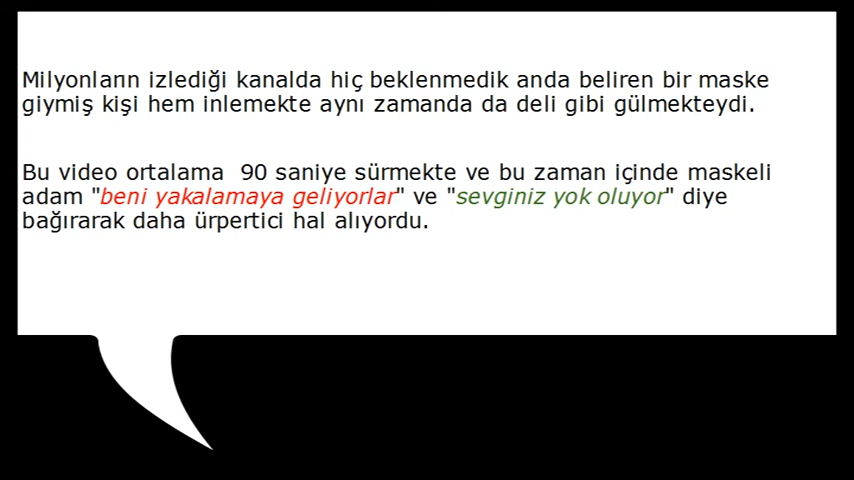 Milyonların izlediği kanalda hiç beklenmedik anda beliren bir maske
giymiş kişi hem inlemekte aynı zamanda da deli gibi gülmekteydi.
Bu video ortalama  90 saniye sürmekte ve bu zaman içinde maskeli
adam "beni yakalamaya geliyorlar" ve "sevginiz yok oluyor" diye
bağırarak daha ürpertici hal alıyordu.